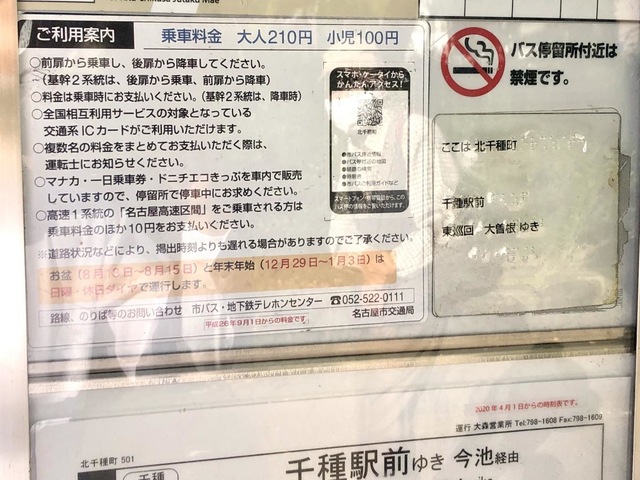 ご利用案内
乗車料金 大人210円 小児100円
○前扉から乗車し、後扉から降車してください。
(基幹2系統は、後扉から乗車、前扉から降車)
○料金は乗車時にお支払いください。(基幹2系統は、降車時)
○全国相互利用サービスの対象となっている
交通系ICカードがご利用いただけます。
○複数名の料金をまとめてお支払いただく際は、
運転士にお知らせください。
○マナカ・一日乗車券・ドニチエコきっぷを車内で販売
していますので、停留所で停車中にお求めください。
○高速1系統の「名古屋高速区間」をご乗車される方は
乗車料金のほか10円をお支払いください。
※道路状況などにより、掲出時刻よりも遅れる場合がありますのでご了承ください。
お盆(8月10日~8月15日)と年末年始(12月29日~1月3日)は
日曜・休日ダイヤで運行します。
路線、のりば等のお問い合わせ 市バス・地下鉄テレホンセンター ☎052-522-0111
名古屋市交通局
平成26年9月1日からの料金です。
スマホ・ケータイから
かんたんアクセス!
北千種町
バス停留所付近は
禁煙です。
ここは 北千種町
千種駅前
東巡回 大曽根 ゆき
2020年4月1日からの時刻表です。
運行 大森営業所 Tel:798-1608 Fax:798-1609
北千種町 501
千種
千種駅前ゆき 今池経由